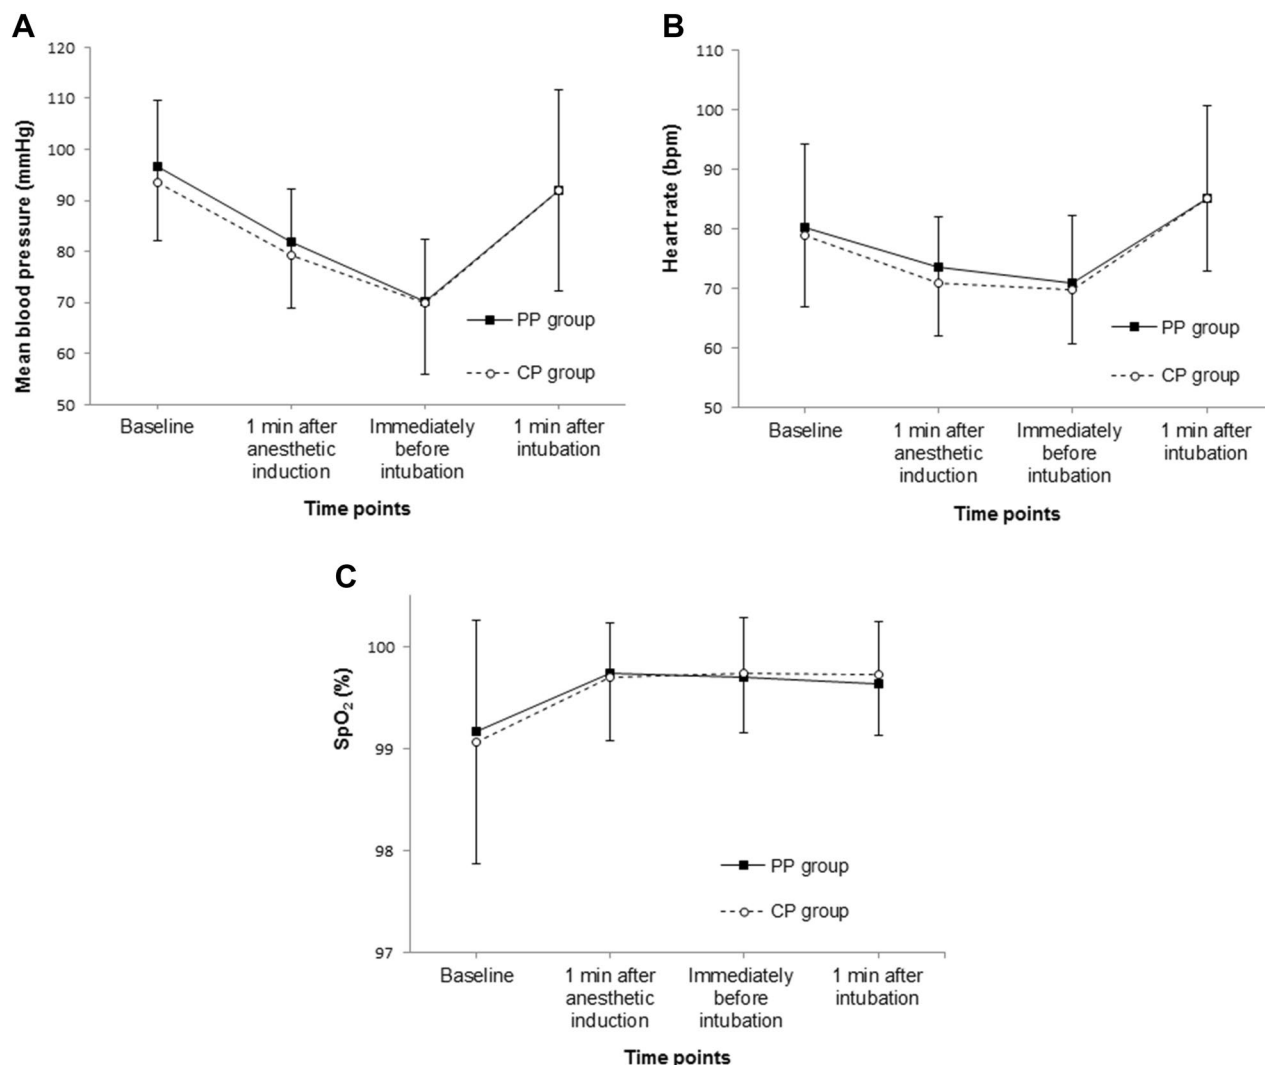 A
120
110
100
90
80
70
60
50
Mean blood pressure (mmHg)
PP group
CP group
Baseline
1 min after
anesthetic
induction
Immediately
before
intubation
1 min after
intubation
Time points
B
110
100
90
80
70
60
50
Heart rate (bpm)
PP group
CP group
Baseline
1 min after
anesthetic
induction
Immediately
before
intubation
1 min after
intubation
Time points
C
100
99
98
97
SpO₂ (%)
PP group
CP group
Baseline
1 min after
anesthetic
induction
Immediately
before
intubation
1 min after
intubation
Time points